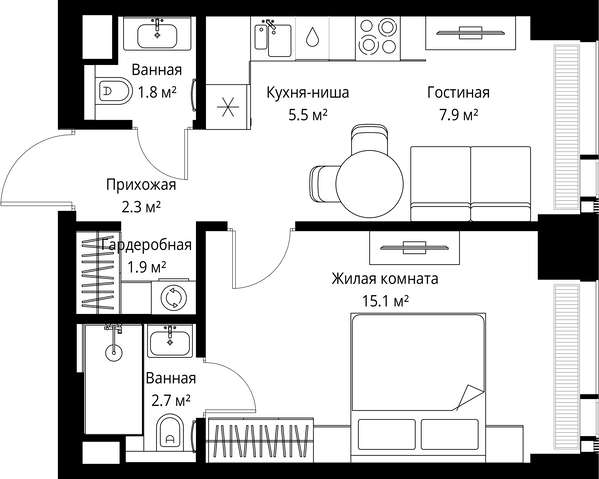 Ванная
1.8 м²
Кухня-ниша
5.5 м²
Гостиная
7.9 м²
Прихожая
2.3 м²
Гардеробная
1.9 м²
Жилая комната
15.1 м²
Ванная
2.7 м²